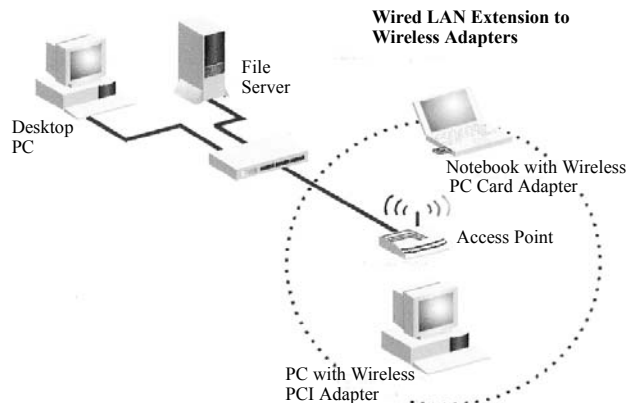 Wired LAN Extension to
Wireless Adapters
File
Server
Desktop
PC
Notebook with Wireless
PC Card Adapter
Access Point
PC with Wireless
PCI Adapter